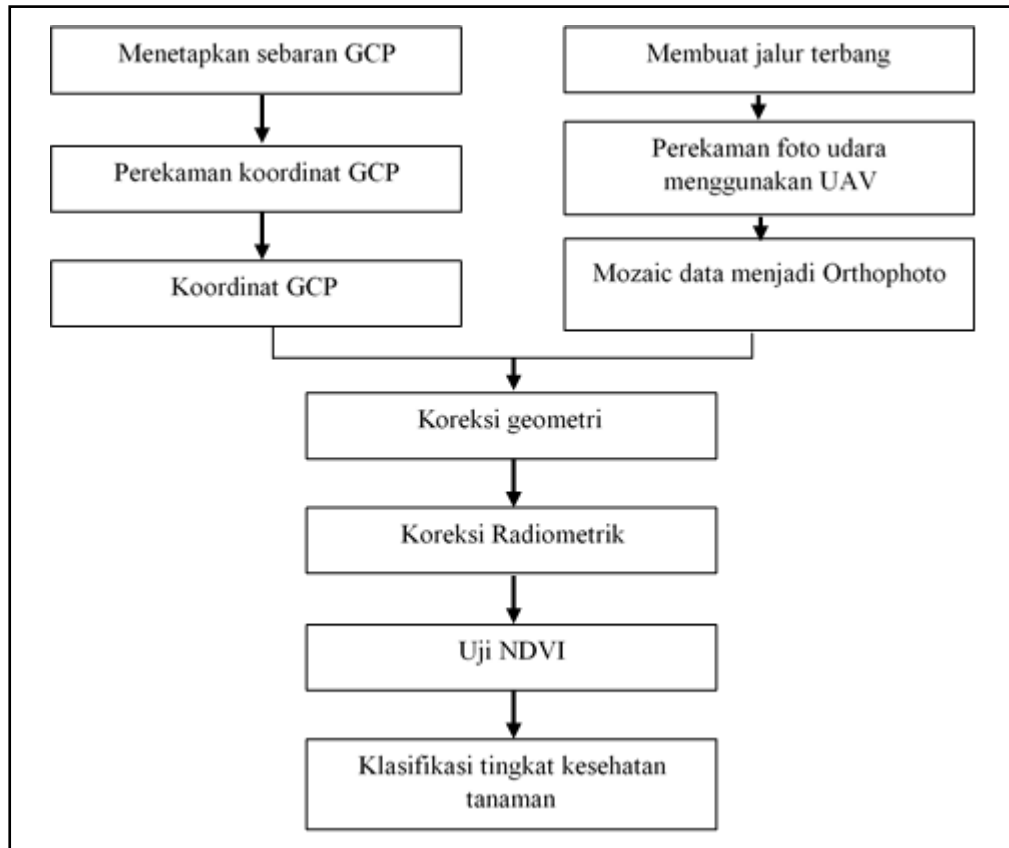 Menetapkan sebaran GCP
Perekaman koordinat GCP
Koordinat GCP
Membuat jalur terbang
Perekaman foto udara
menggunakan UAV
Mozaic data menjadi Orthophoto
Koreksi geometri
Koreksi Radiometrik
Uji NDVI
Klasifikasi tingkat kesehatan
tanaman